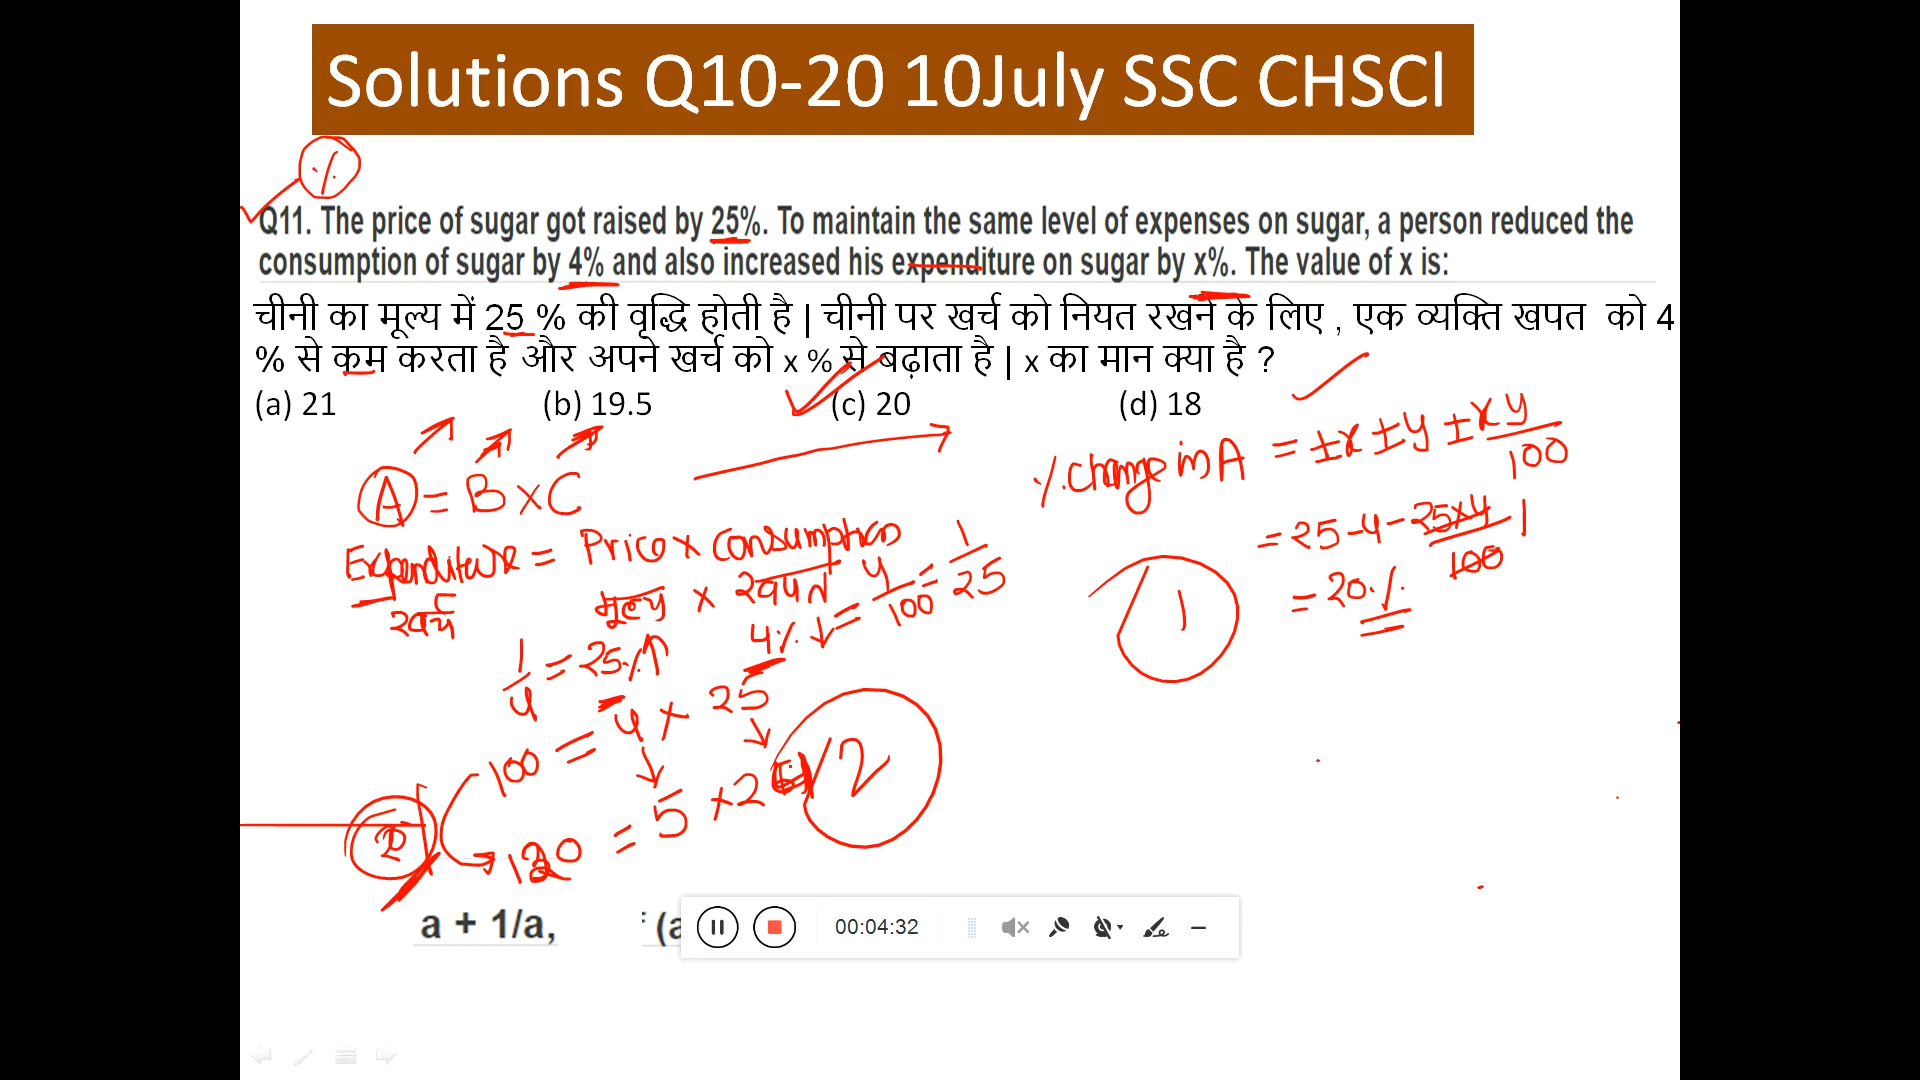 Solutions Q10-20 10July SSC CHSCl
%
Q11. The price of sugar got raised by 25%. To maintain the same level of expenses on sugar, a person reduced the
consumption of sugar by 4% and also increased his expenditure on sugar by x%. The value of x is:
चीनी का मूल्य में 25 % की वृद्धि होती है | चीनी पर खर्च को नियत रखने के लिए , एक व्यक्ति खपत को 4
% से कम करता है और अपने खर्च को x % से बढ़ाता है | x का मान क्या है ?
(a) 21 (b) 19.5 (c) 20 (d) 18
A = B × C
% Change in A = ±x ±y ±xy/100
Expenditure = Price × Consumption
= 25 - 4 - 25×4/100 1
खर्च मूल्य × खपत
= 20%
4% ↓ = 4/100 = 1/25
1
1/4 = 25% ↑
100 = 4 × 25
2
120 = 5 × 2
2
a + 1/a, (a
00:04:32